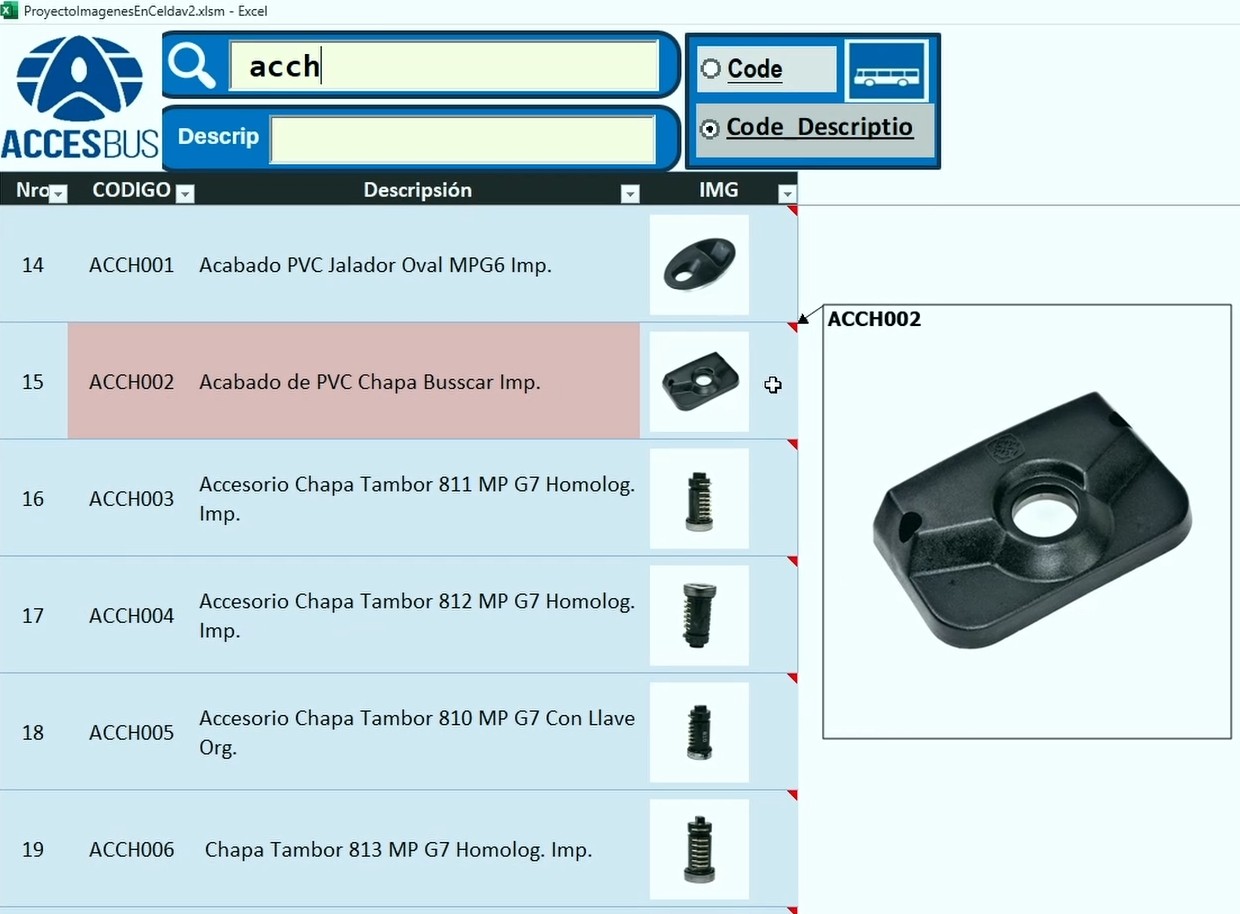 ProyectoImagenesEnCeldav2.xlsm - Excel
acch
Code
ACCESBUS
Descrip
Code_Descriptio
Nro CODIGO Descripsión IMG
14 ACCH001 Acabado PVC Jalador Oval MPG6 Imp.
ACCH002
15 ACCH002 Acabado de PVC Chapa Busscar Imp.
16 ACCH003 Accesorio Chapa Tambor 811 MP G7 Homolog.
Imp.
17 ACCH004 Accesorio Chapa Tambor 812 MP G7 Homolog.
Imp.
18 ACCH005 Accesorio Chapa Tambor 810 MP G7 Con Llave
Org.
19 ACCH006 Chapa Tambor 813 MP G7 Homolog. Imp.